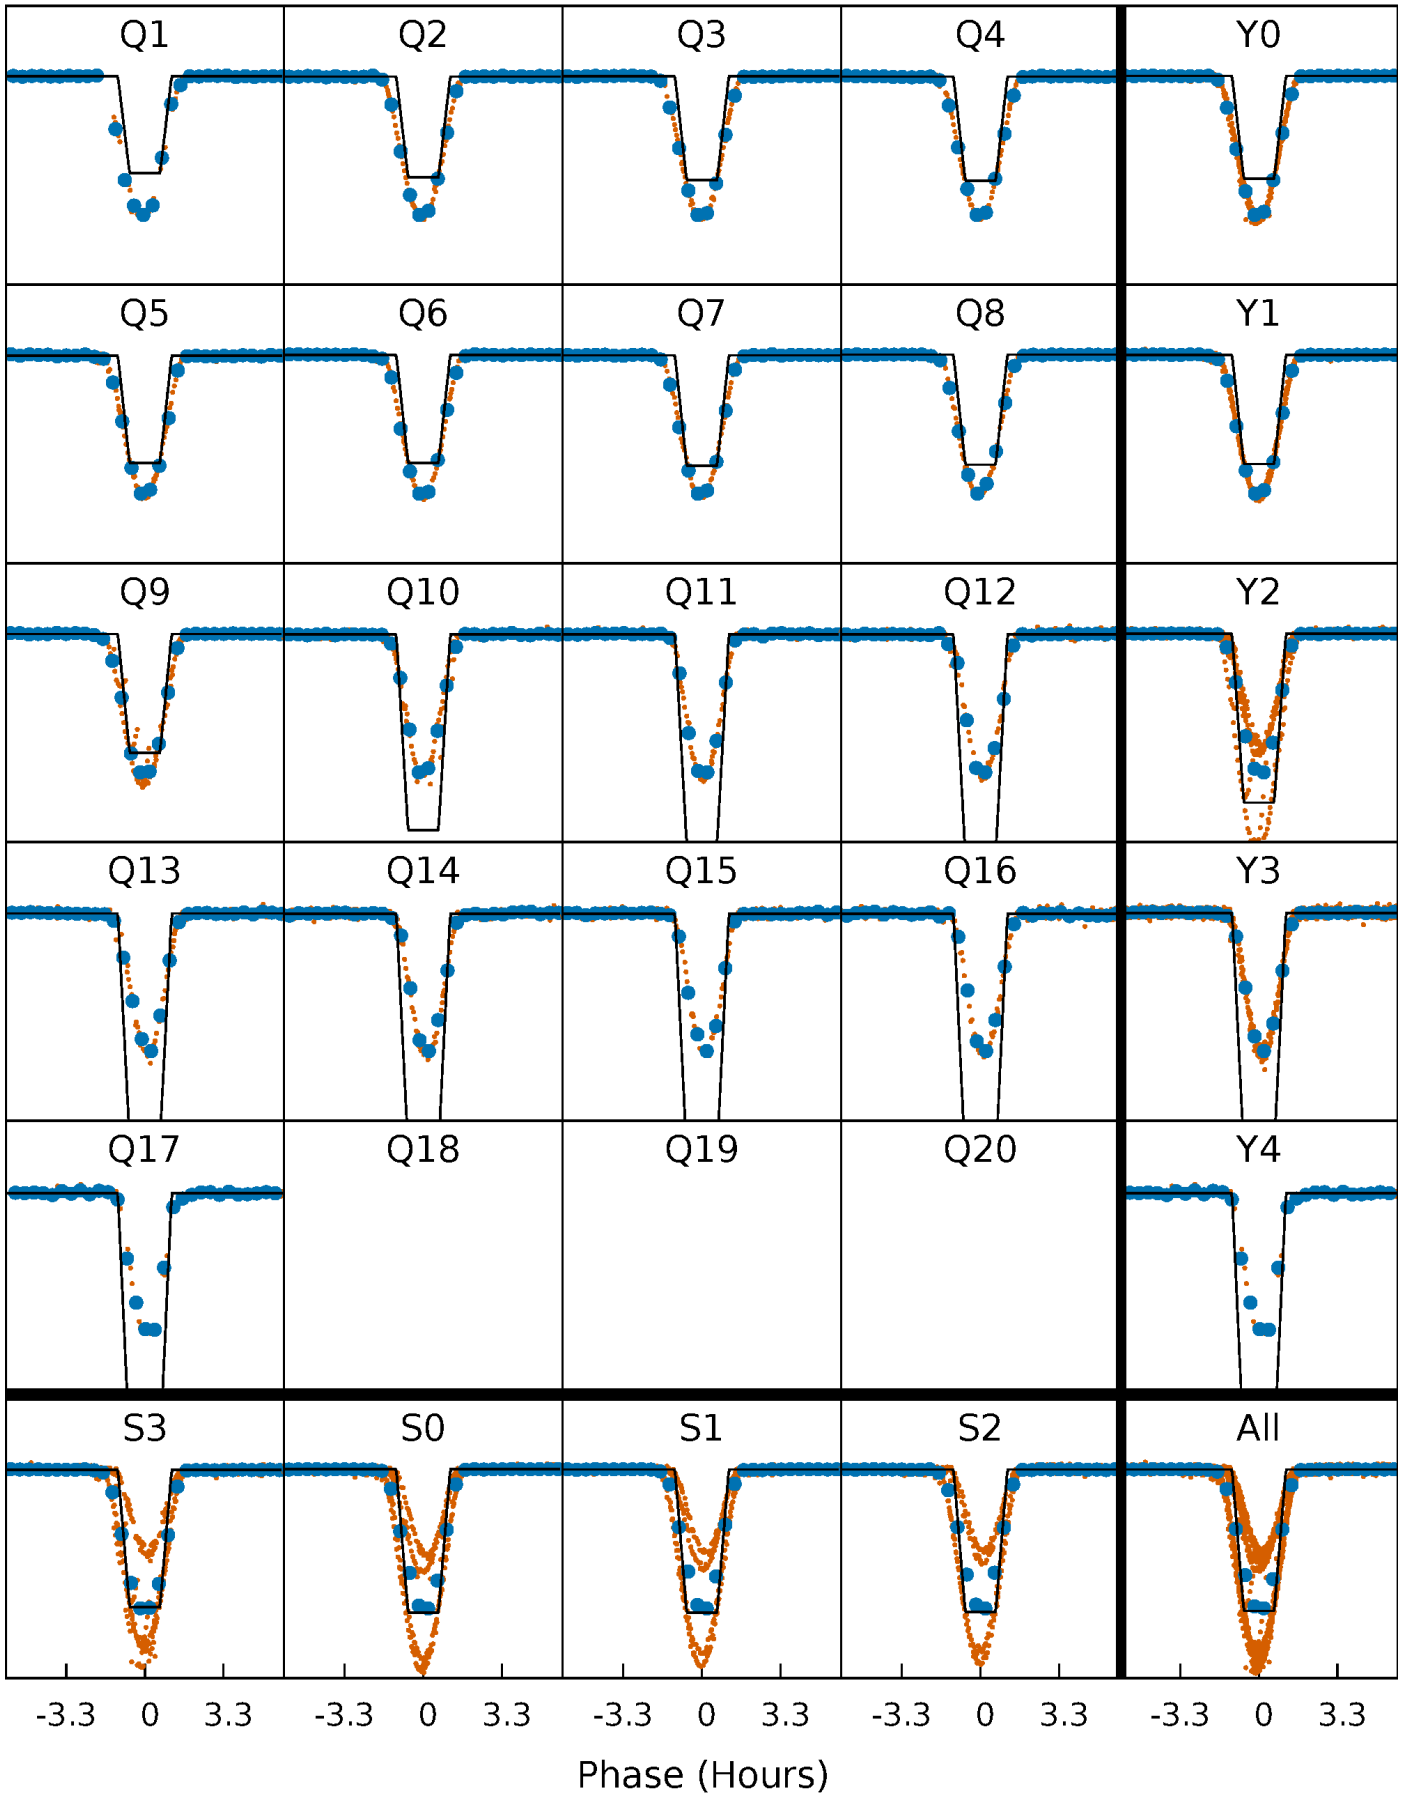 Q1 Q2 Q3 Q4 Y0
Q5 Q6 Q7 Q8 Y1
Q9 Q10 Q11 Q12 Y2
Q13 Q14 Q15 Q16 Y3
Q17 Q18 Q19 Q20 Y4
S3 S0 S1 S2 All
-3.3 0 3.3 -3.3 0 3.3 -3.3 0 3.3 -3.3 0 3.3 -3.3 0 3.3
Phase (Hours)